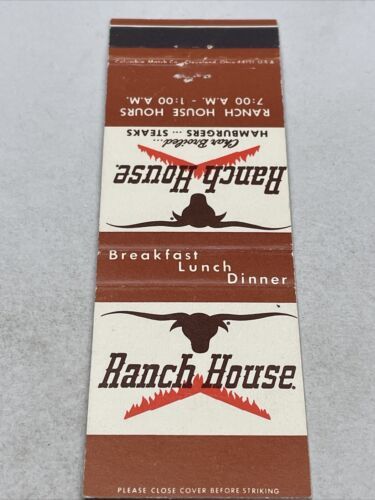 Columbia Match Co., Cleveland, Ohio 44121, U.S.A.
RANCH HOUSE HOURS
7:00 A.M. - 1:00 A.M.
Char Broiled...
HAMBURGERS ... STEAKS
Ranch House
Breakfast
Lunch
Dinner
Ranch House
PLEASE CLOSE COVER BEFORE STRIKING